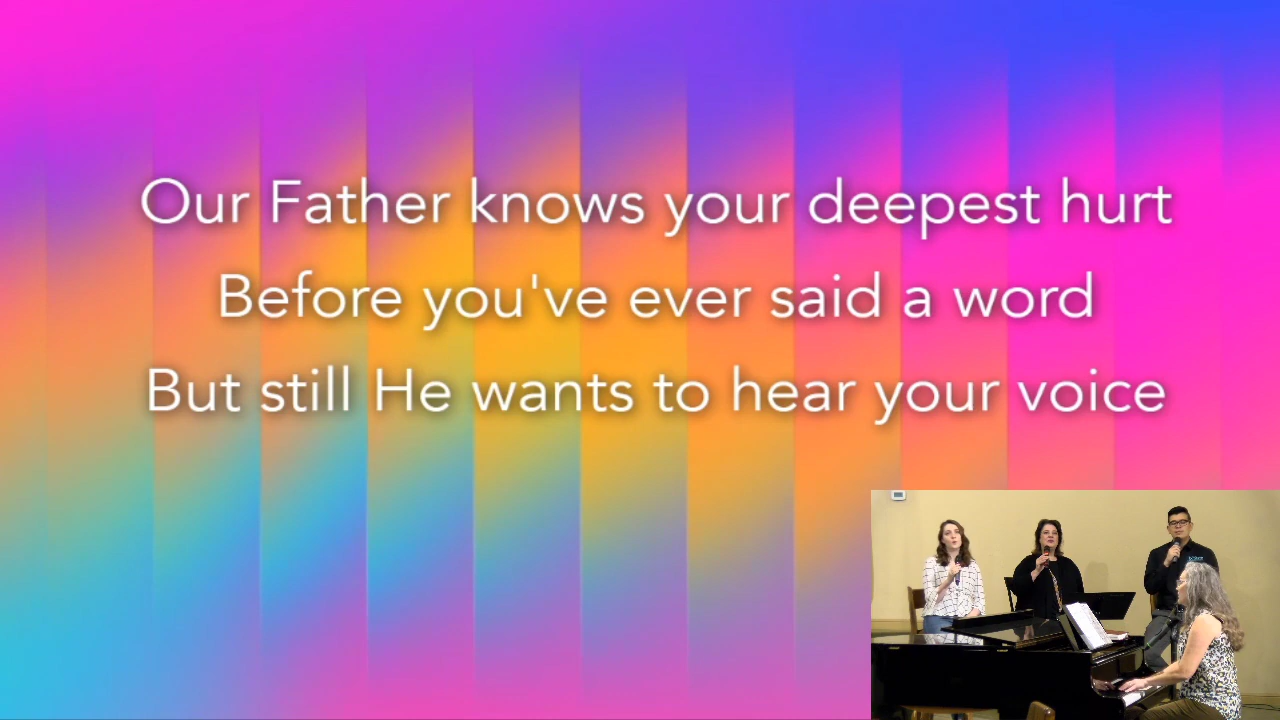 Our Father knows your deepest hurt
Before you've ever said a word
But still He wants to hear your voice